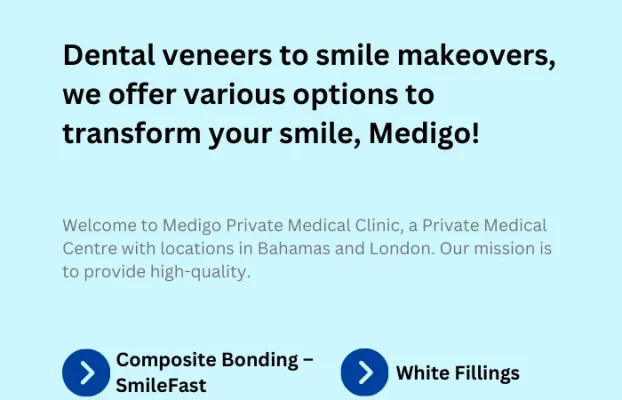 Dental veneers to smile makeovers,
we offer various options to
transform your smile, Medigo!
Welcome to Medigo Private Medical Clinic, a Private Medical
Centre with locations in Bahamas and London. Our mission is
to provide high-quality.
Composite Bonding –
SmileFast
White Fillings